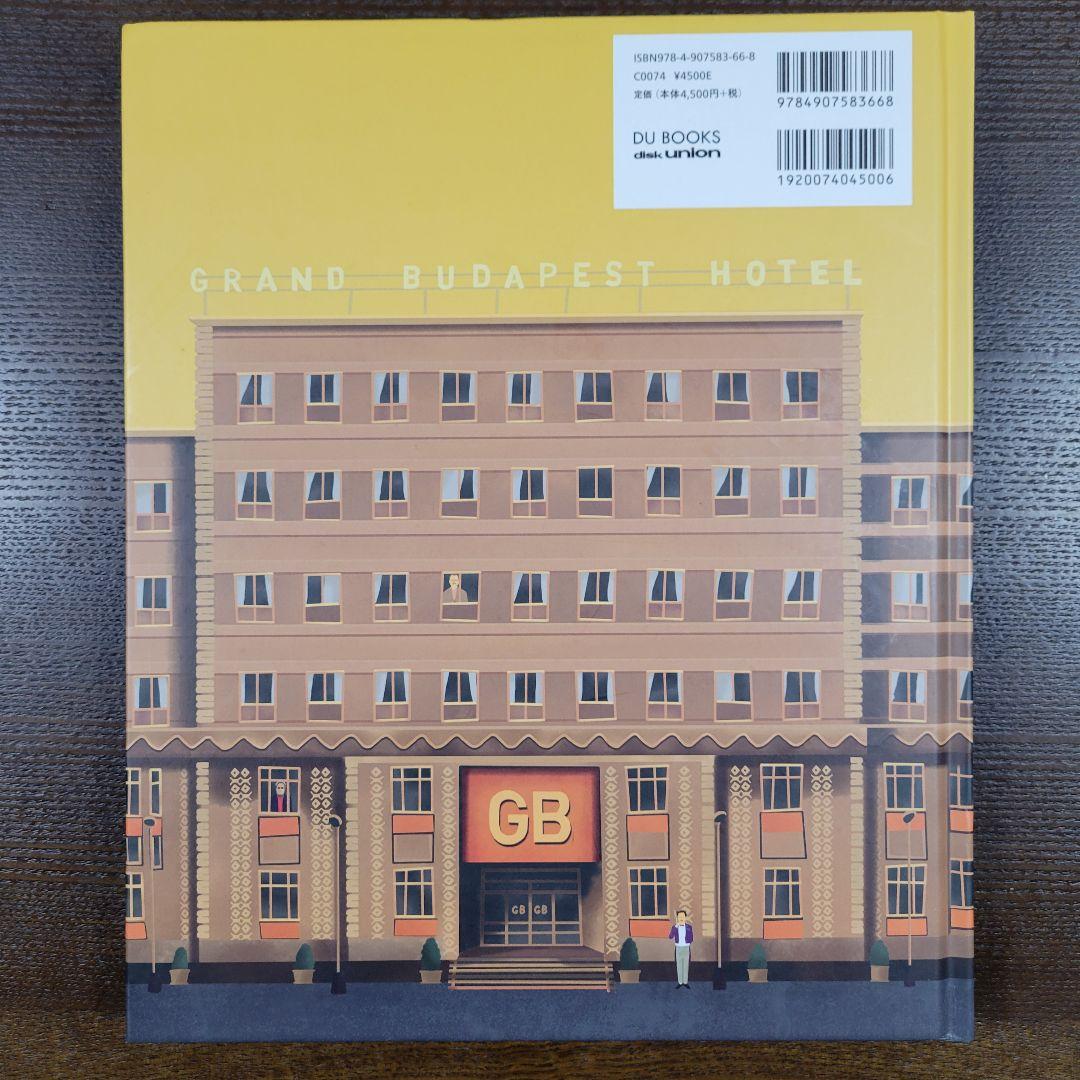 ISBN978-4-907583-66-8
C0074 ¥4500E
定価(本体4,500円+税)
9784907583668
DU BOOKS
disk union
1920074045006
GRAND BUDAPEST HOTEL
GB
GB GB